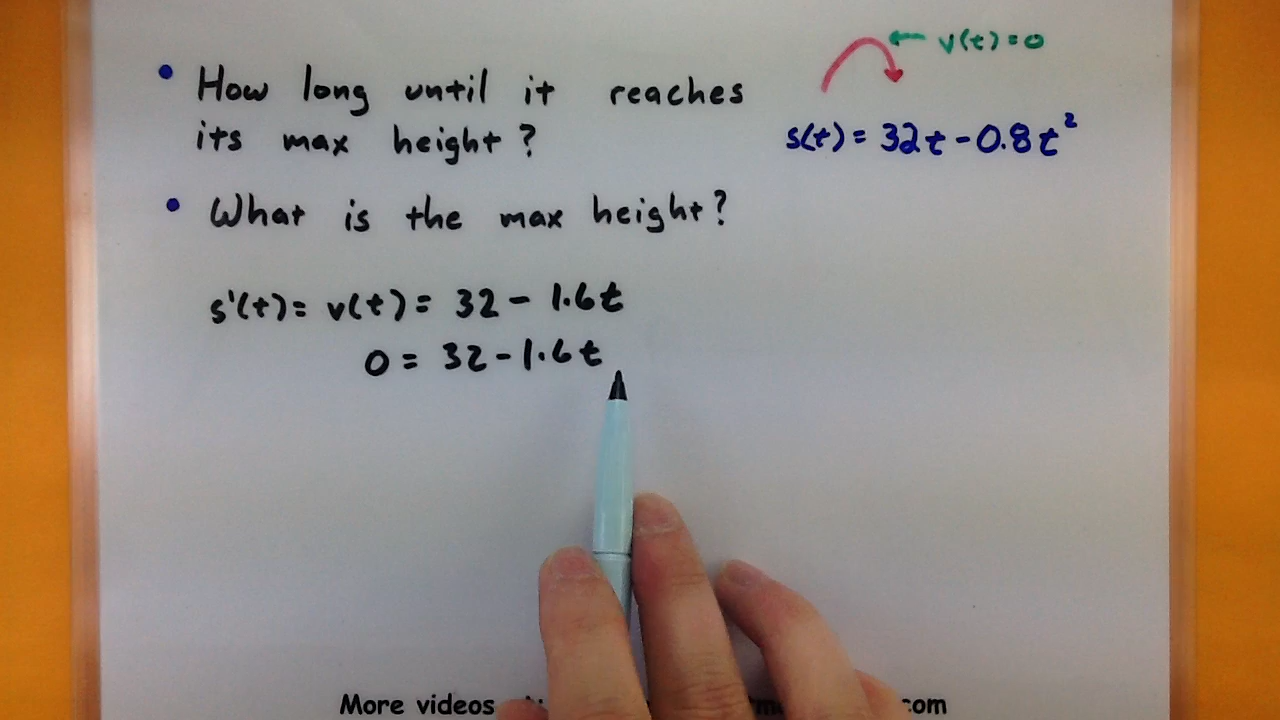 v(t)=0
• How long until it reaches
its max height?
s(t)= 32t-0.8t²
• What is the max height?
s'(t)= v(t)= 32 - 1.6t
0 = 32-1.6t
More videos
com